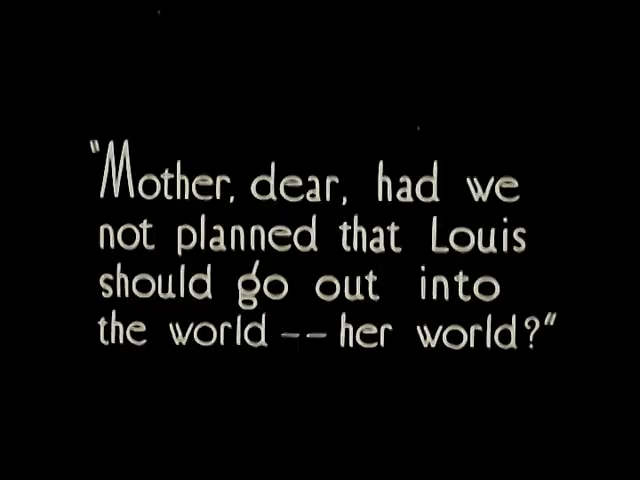 "Mother, dear, had we
not planned that Louis
should go out into
the world -- her world?"